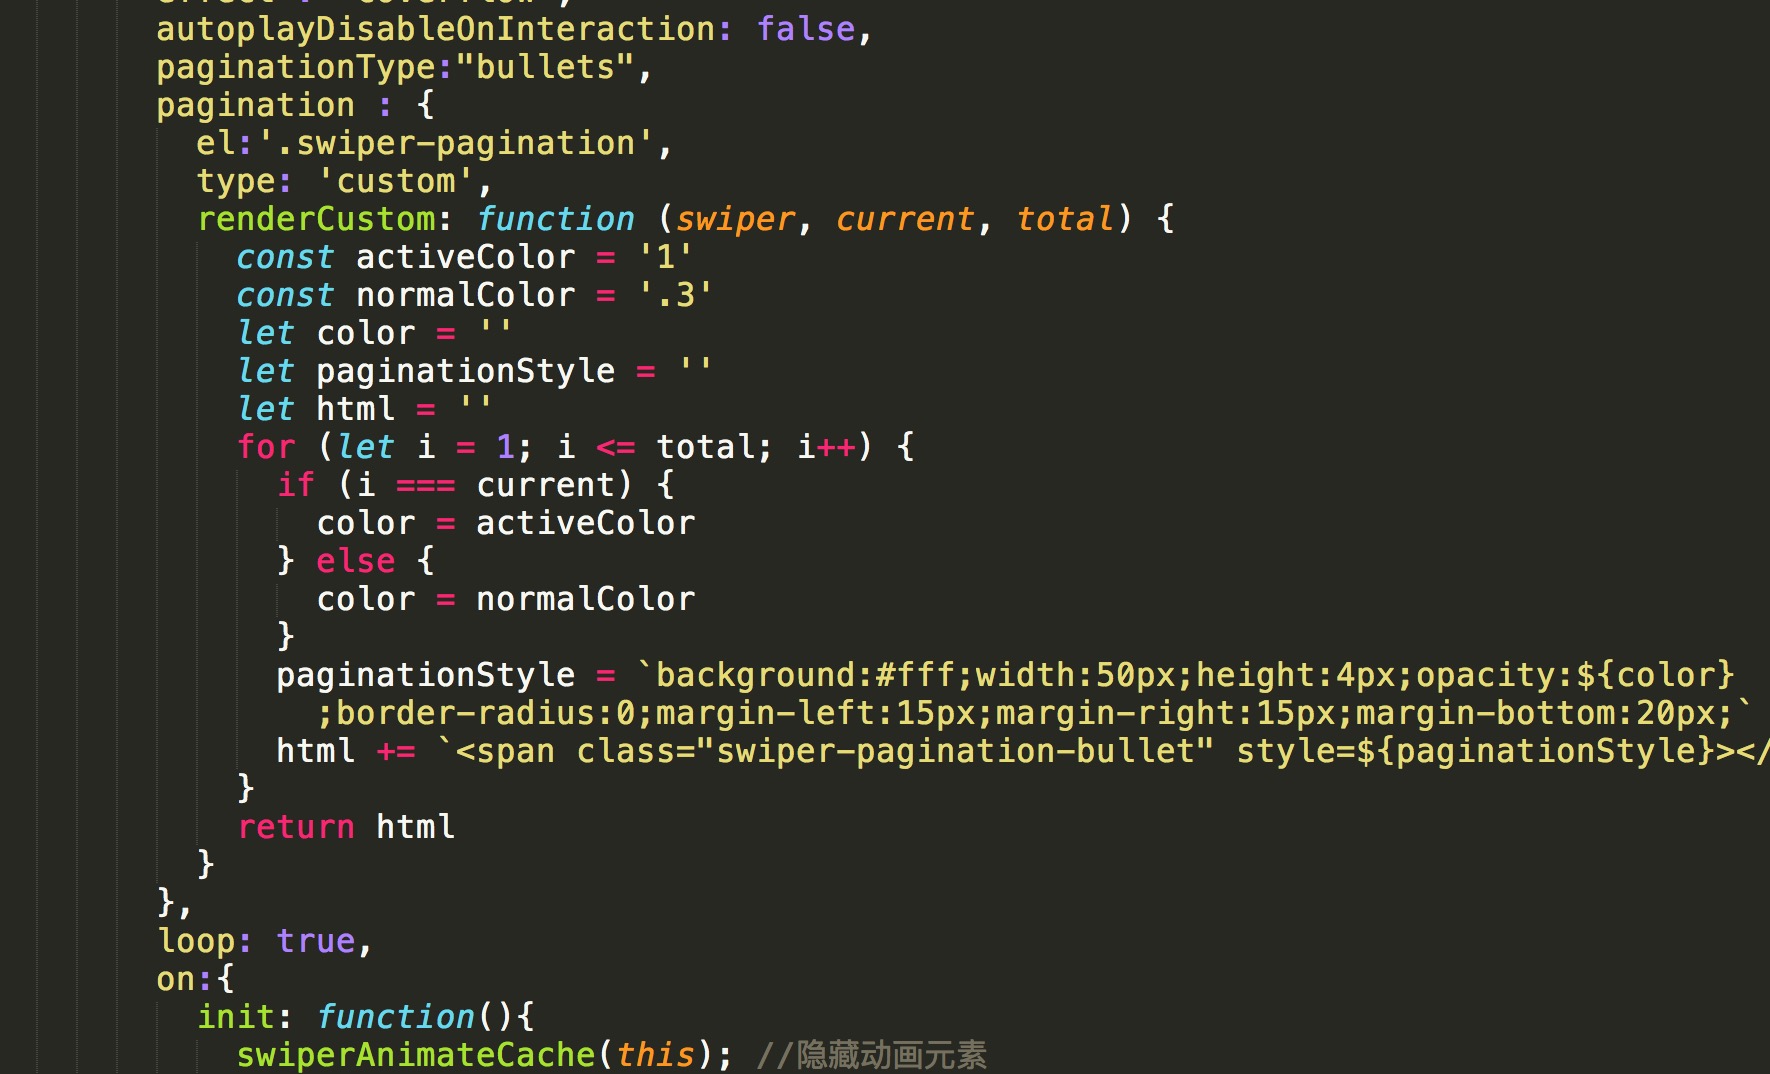 autoplayDisableOnInteraction: false,
paginationType:"bullets",
pagination : {
el:'.swiper-pagination',
type: 'custom',
renderCustom: function (swiper, current, total) {
const activeColor = '1'
const normalColor = '.3'
let color = ''
let paginationStyle = ''
let html = ''
for (let i = 1; i <= total; i++) {
if (i === current) {
color = activeColor
} else {
color = normalColor
}
paginationStyle = `background:#fff;width:50px;height:4px;opacity:${color}
;border-radius:0;margin-left:15px;margin-right:15px;margin-bottom:20px;`
html += `<span class="swiper-pagination-bullet" style=${paginationStyle}></
}
return html
}
},
loop: true,
on:{
init: function(){
swiperAnimateCache(this); //隐藏动画元素